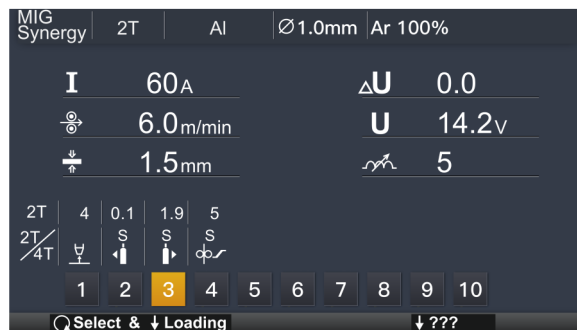 MIG
Synergy 2T Al Ø1.0mm Ar 100%
I 60A ΔU 0.0
6.0m/min U 14.2V
1.5mm 5
2T 4 0.1 1.9 5
2T/4T S S S
1 2 3 4 5 6 7 8 9 10
Select & ↓ Loading ↓ ???